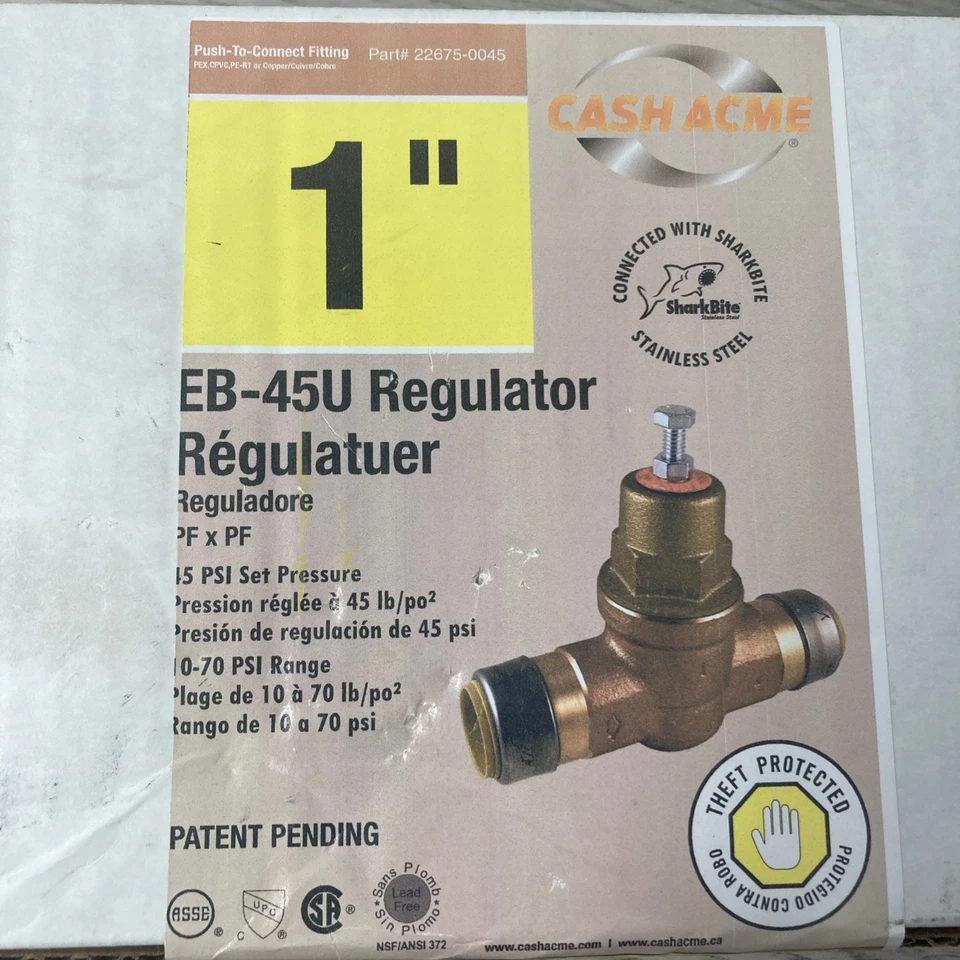 Push-To-Connect Fitting Part# 22675-0045
PEX,CPVC,PE-RT or Copper/Cuivre/Cobre
1"
CASH ACME
®
CONNECTED WITH SHARKBITE
SharkBite
Stainless Steel
STAINLESS STEEL
EB-45U Regulator
Régulatuer
Reguladore
PF x PF
45 PSI Set Pressure
Pression réglée à 45 lb/po²
Presión de regulación de 45 psi
10-70 PSI Range
Plage de 10 à 70 lb/po²
Rango de 10 a 70 psi
THEFT PROTECTED
PROTEGIDO CONTRA ROBO
PATENT PENDING
ASSE ®
C UPC ®
SA ®
Sans Plomb
Lead
Free
Sin Plomo
NSF/ANSI 372
www.cashacme.com | www.cashacme.ca